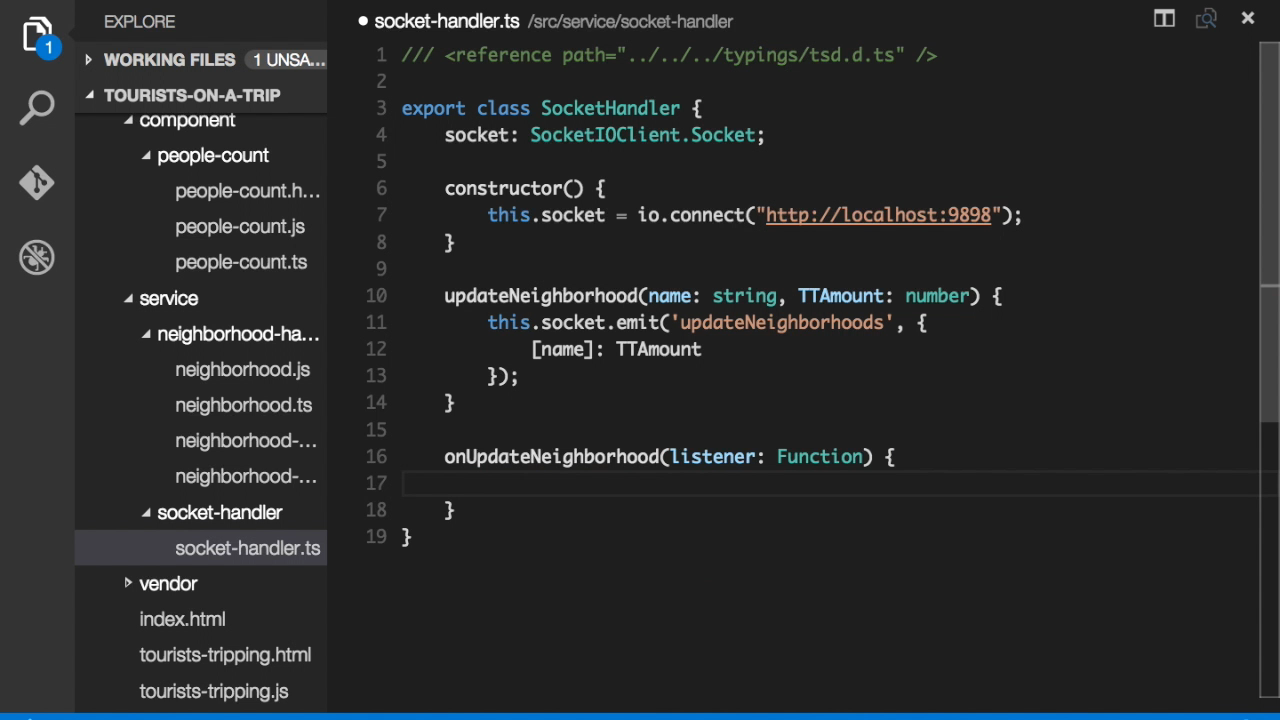 EXPLORE
WORKING FILES 1 UNSA...
TOURISTS-ON-A-TRIP
component
people-count
people-count.h...
people-count.js
people-count.ts
service
neighborhood-ha...
neighborhood.js
neighborhood.ts
neighborhood-...
neighborhood-...
socket-handler
socket-handler.ts
vendor
index.html
tourists-tripping.html
tourists-tripping.js
1
socket-handler.ts /src/service/socket-handler
1 /// <reference path="../../../typings/tsd.d.ts" />
2
3 export class SocketHandler {
4 socket: SocketIOClient.Socket;
5
6 constructor() {
7 this.socket = io.connect("http://localhost:9898");
8 }
9
10 updateNeighborhood(name: string, TTAmount: number) {
11 this.socket.emit('updateNeighborhoods', {
12 [name]: TTAmount
13 });
14 }
15
16 onUpdateNeighborhood(listener: Function) {
17
18 }
19 }